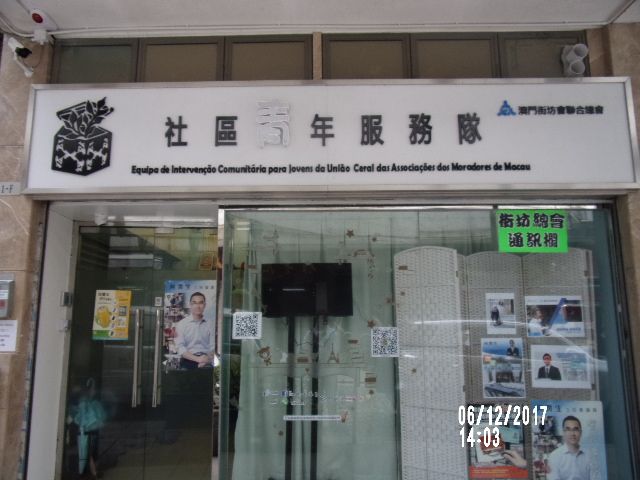 社區青年服務隊
澳門街坊會聯合總會
Equipa de Intervenção Comunitária para Jovens da União Geral das Associações dos Moradores de Macau
1-F
街坊總會
通訊欄
06/12/2017
14:03